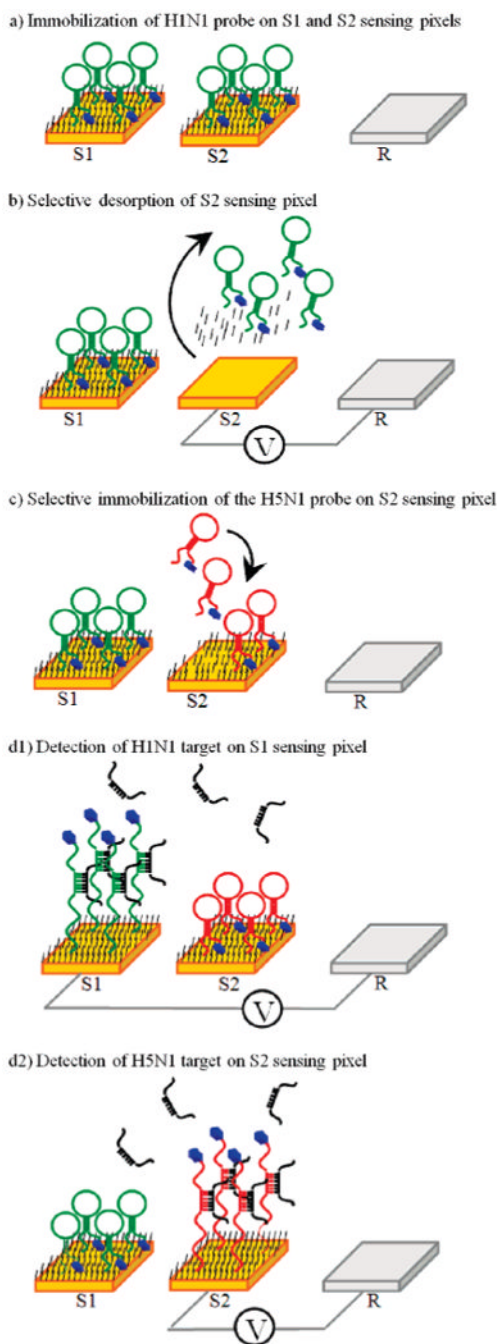 a) Immobilization of H1N1 probe on S1 and S2 sensing pixels
S1 S2 R
b) Selective desorption of S2 sensing pixel
S1 S2 R
V
c) Selective immobilization of the H5N1 probe on S2 sensing pixel
S1 S2 R
d1) Detection of H1N1 target on S1 sensing pixel
S1 S2 R
V
d2) Detection of H5N1 target on S2 sensing pixel
S1 S2 R
V